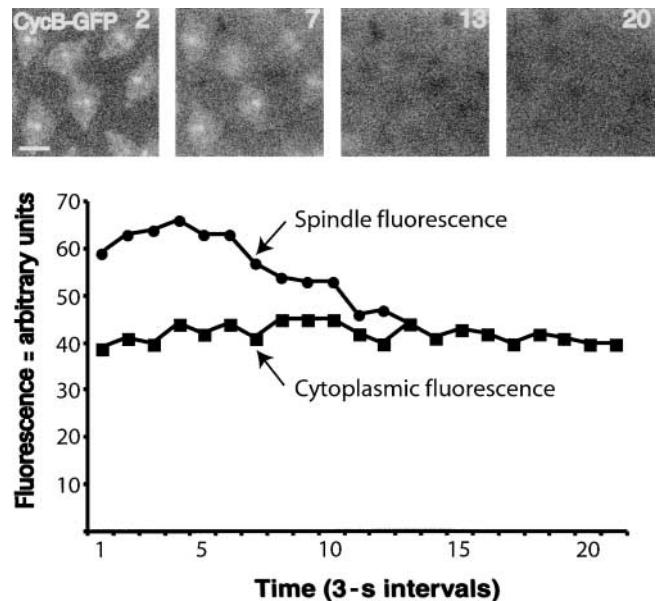 CycB-GFP 2
7
13
20
70
60
50
40
30
20
10
Fluorescence = arbitrary units
Spindle fluorescence
Cytoplasmic fluorescence
1 5 10 15 20
Time (3-s intervals)